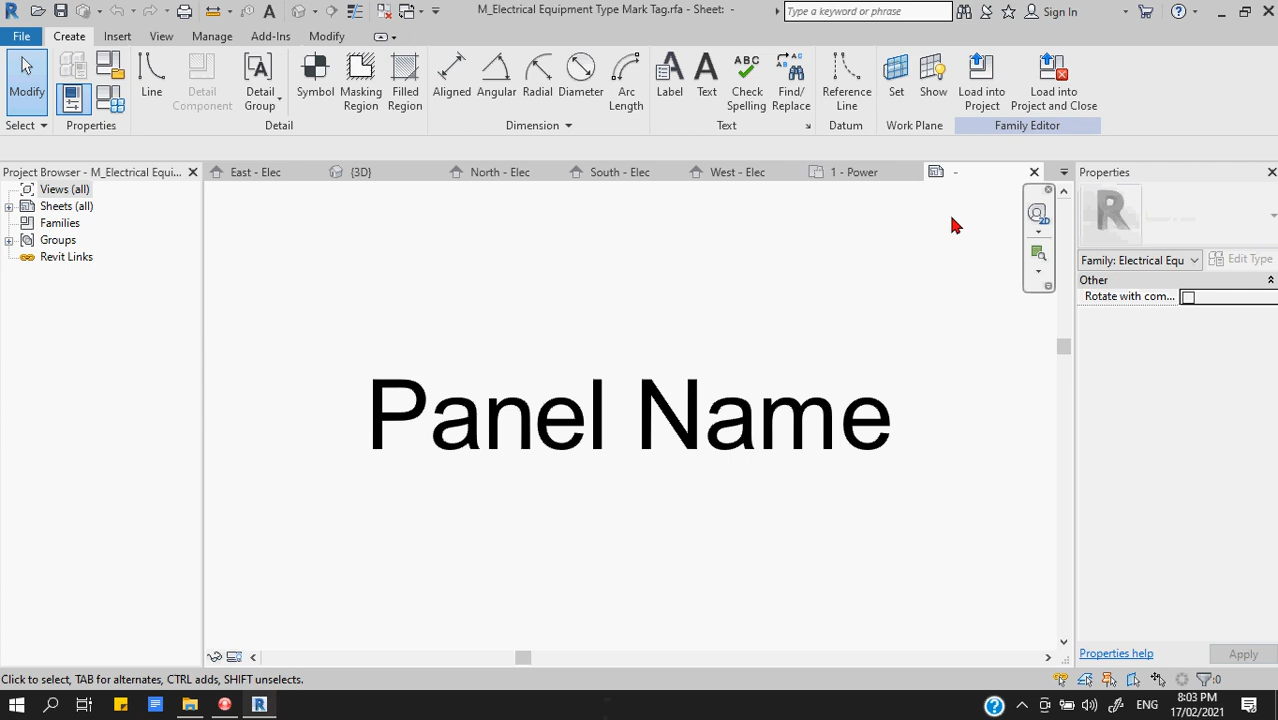 M_Electrical Equipment Type Mark Tag.rfa - Sheet: -
Type a keyword or phrase
Sign In
File
Create
Insert
View
Manage
Add-Ins
Modify
Modify
Line
Detail
Component
Detail
Group
Symbol
Masking
Region
Filled
Region
Aligned
Angular
Radial
Diameter
Arc
Length
Label
Text
ABC
Check
Spelling
Find/
Replace
Reference
Line
Set
Show
Load into
Project
Load into
Project and Close
Select
Properties
Detail
Dimension
Text
Datum
Work Plane
Family Editor
Project Browser - M_Electrical Equi...
East - Elec
{3D}
North - Elec
South - Elec
West - Elec
1 - Power
-
Properties
Views (all)
Sheets (all)
Families
Groups
Revit Links
2D
Family: Electrical Equ
Edit Type
Other
Rotate with com...
Panel Name
Properties help
Apply
Click to select, TAB for alternates, CTRL adds, SHIFT unselects.
:0
ENG
8:03 PM
17/02/2021